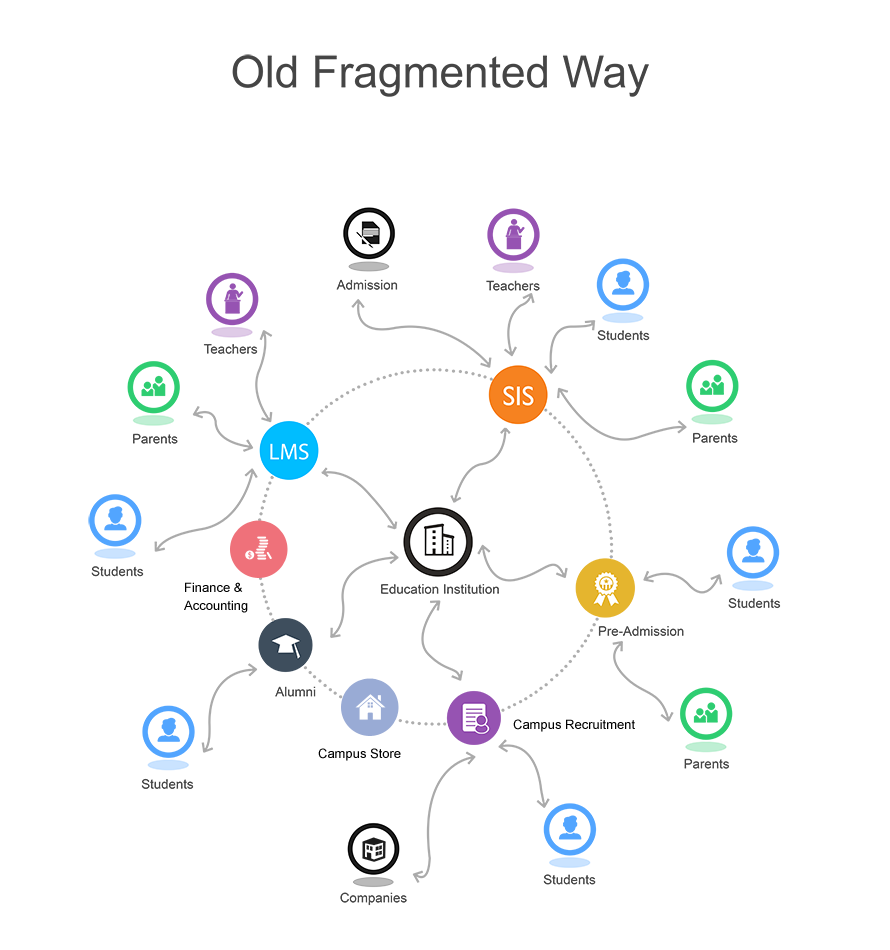 Old Fragmented Way
Admission
Teachers
Students
Teachers
Parents
SIS
Parents
LMS
Students
Finance &
Accounting
Education Institution
Students
Pre-Admission
Alumni
Campus Store
Campus Recruitment
Parents
Students
Companies
Students